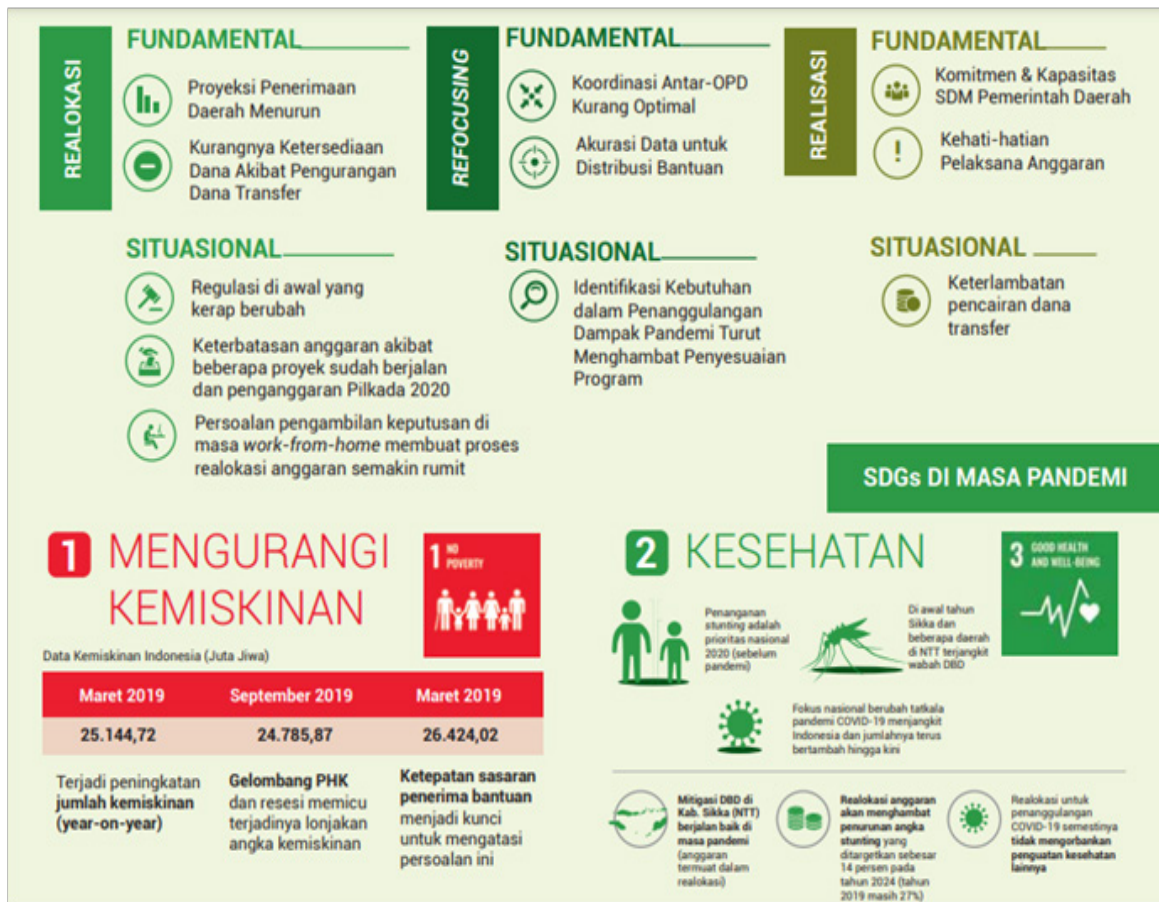 REALOKASI
FUNDAMENTAL
Proyeksi Penerimaan
Daerah Menurun
Kurangnya Ketersediaan
Dana Akibat Pengurangan
Dana Transfer
SITUASIONAL
Regulasi di awal yang
kerap berubah
Keterbatasan anggaran akibat
beberapa proyek sudah berjalan
dan penganggaran Pilkada 2020
Persoalan pengambilan keputusan di
masa work-from-home membuat proses
realokasi anggaran semakin rumit
REFOCUSING
FUNDAMENTAL
Koordinasi Antar-OPD
Kurang Optimal
Akurasi Data untuk
Distribusi Bantuan
SITUASIONAL
Identifikasi Kebutuhan
dalam Penanggulangan
Dampak Pandemi Turut
Menghambat Penyesuaian
Program
REALISASI
FUNDAMENTAL
Komitmen & Kapasitas
SDM Pemerintah Daerah
Kehati-hatian
Pelaksana Anggaran
SITUASIONAL
Keterlambatan
pencairan dana
transfer
SDGs DI MASA PANDEMI
1 MENGURANGI
KEMISKINAN
1 NO
POVERTY
Data Kemiskinan Indonesia (Juta Jiwa)
Maret 2019 September 2019 Maret 2019
25.144,72 24.785,87 26.424,02
Terjadi peningkatan
jumlah kemiskinan
(year-on-year)
Gelombang PHK
dan resesi memicu
terjadinya lonjakan
angka kemiskinan
Ketepatan sasaran
penerima bantuan
menjadi kunci
untuk mengatasi
persoalan ini
2 KESEHATAN
3 GOOD HEALTH
AND WELL-BEING
Penanganan
stunting adalah
prioritas nasional
2020 (sebelum
pandemi)
Di awal tahun
Sikka dan
beberapa daerah
di NTT terjangkit
wabah DBD
Fokus nasional berubah tatkala
pandemi COVID-19 menjangkit
Indonesia dan jumlahnya terus
bertambah hingga kini
Mitigasi DBD di
Kab. Sikka (NTT)
berjalan baik di
masa pandemi
(anggaran
termuat dalam
realokasi)
Realokasi anggaran
akan menghambat
penurunan angka
stunting yang
ditargetkan sebesar
14 persen pada
tahun 2024 (tahun
2019 masih 27%)
Realokasi untuk
penanggulangan
COVID-19 semestinya
tidak mengorbankan
penguatan kesehatan
lainnya